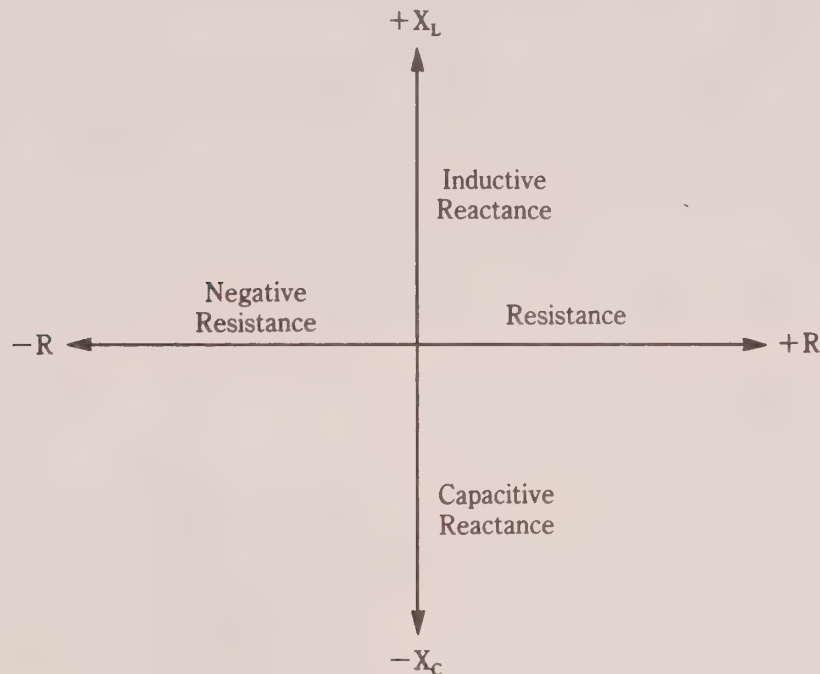 +X_L
Inductive
Reactance
Negative
Resistance
Resistance
−R
+R
Capacitive
Reactance
−X_C